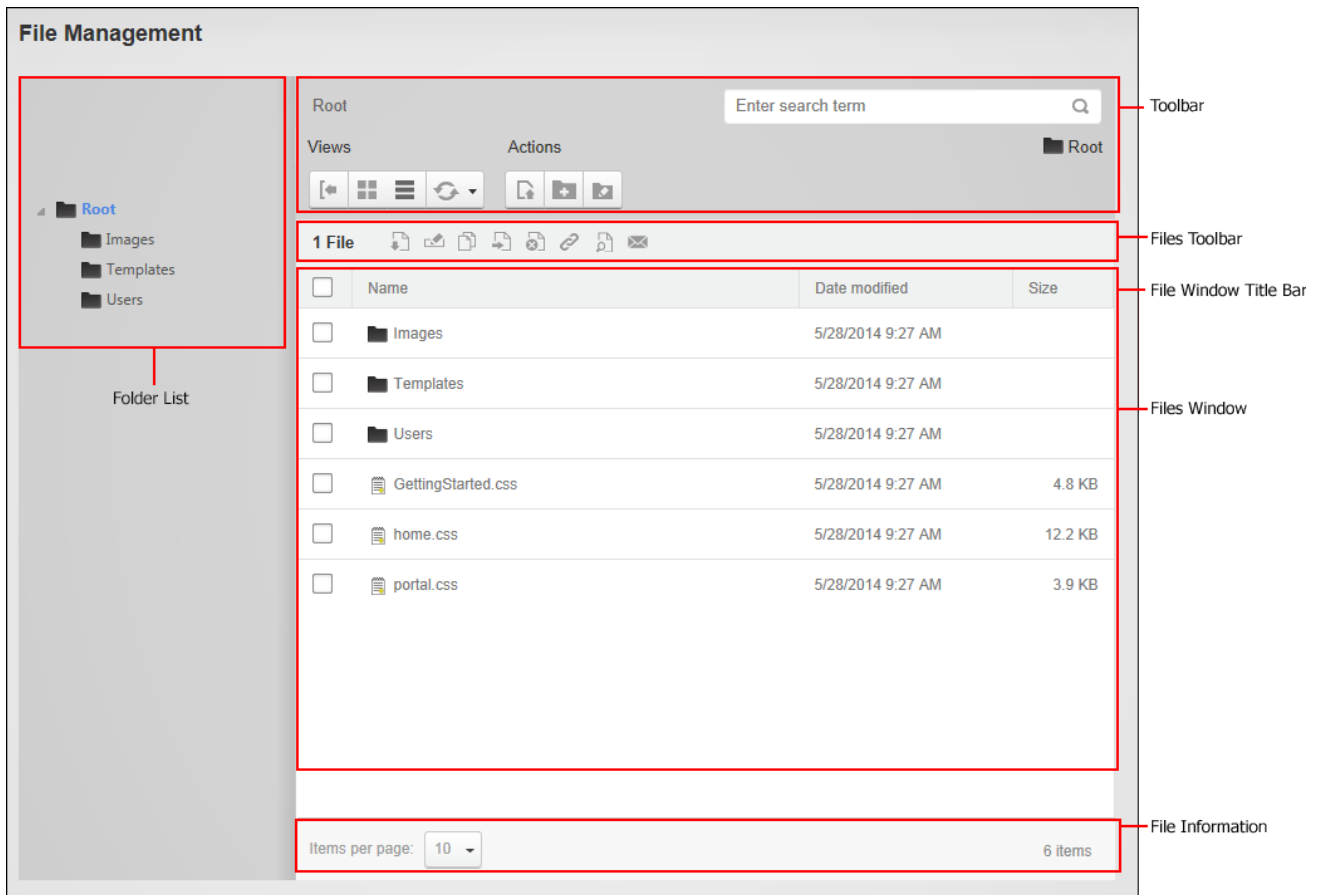 File Management
Root
Enter search term
Toolbar
Views
Actions
Root
Root
Images
Templates
Users
Folder List
1 File
Files Toolbar
Name
Date modified
Size
File Window Title Bar
Images
5/28/2014 9:27 AM
Templates
5/28/2014 9:27 AM
Files Window
Users
5/28/2014 9:27 AM
GettingStarted.css
5/28/2014 9:27 AM
4.8 KB
home.css
5/28/2014 9:27 AM
12.2 KB
portal.css
5/28/2014 9:27 AM
3.9 KB
File Information
Items per page:
10
6 items